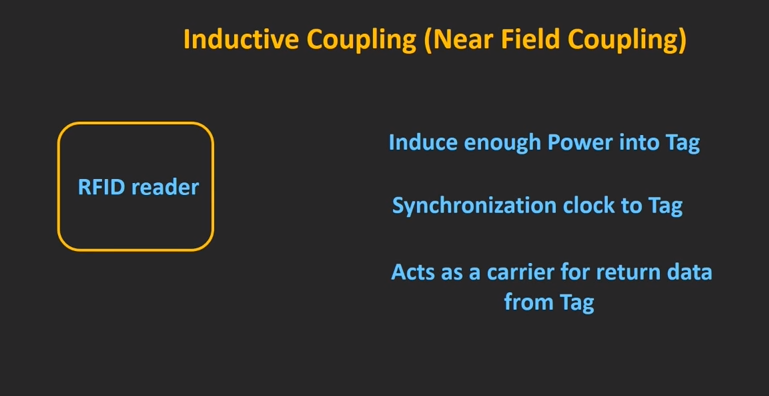 Inductive Coupling (Near Field Coupling)
RFID reader
Induce enough Power into Tag
Synchronization clock to Tag
Acts as a carrier for return data
from Tag